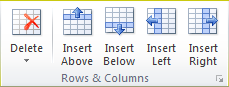 Delete
Insert Above
Insert Below
Insert Left
Insert Right
Rows & Columns